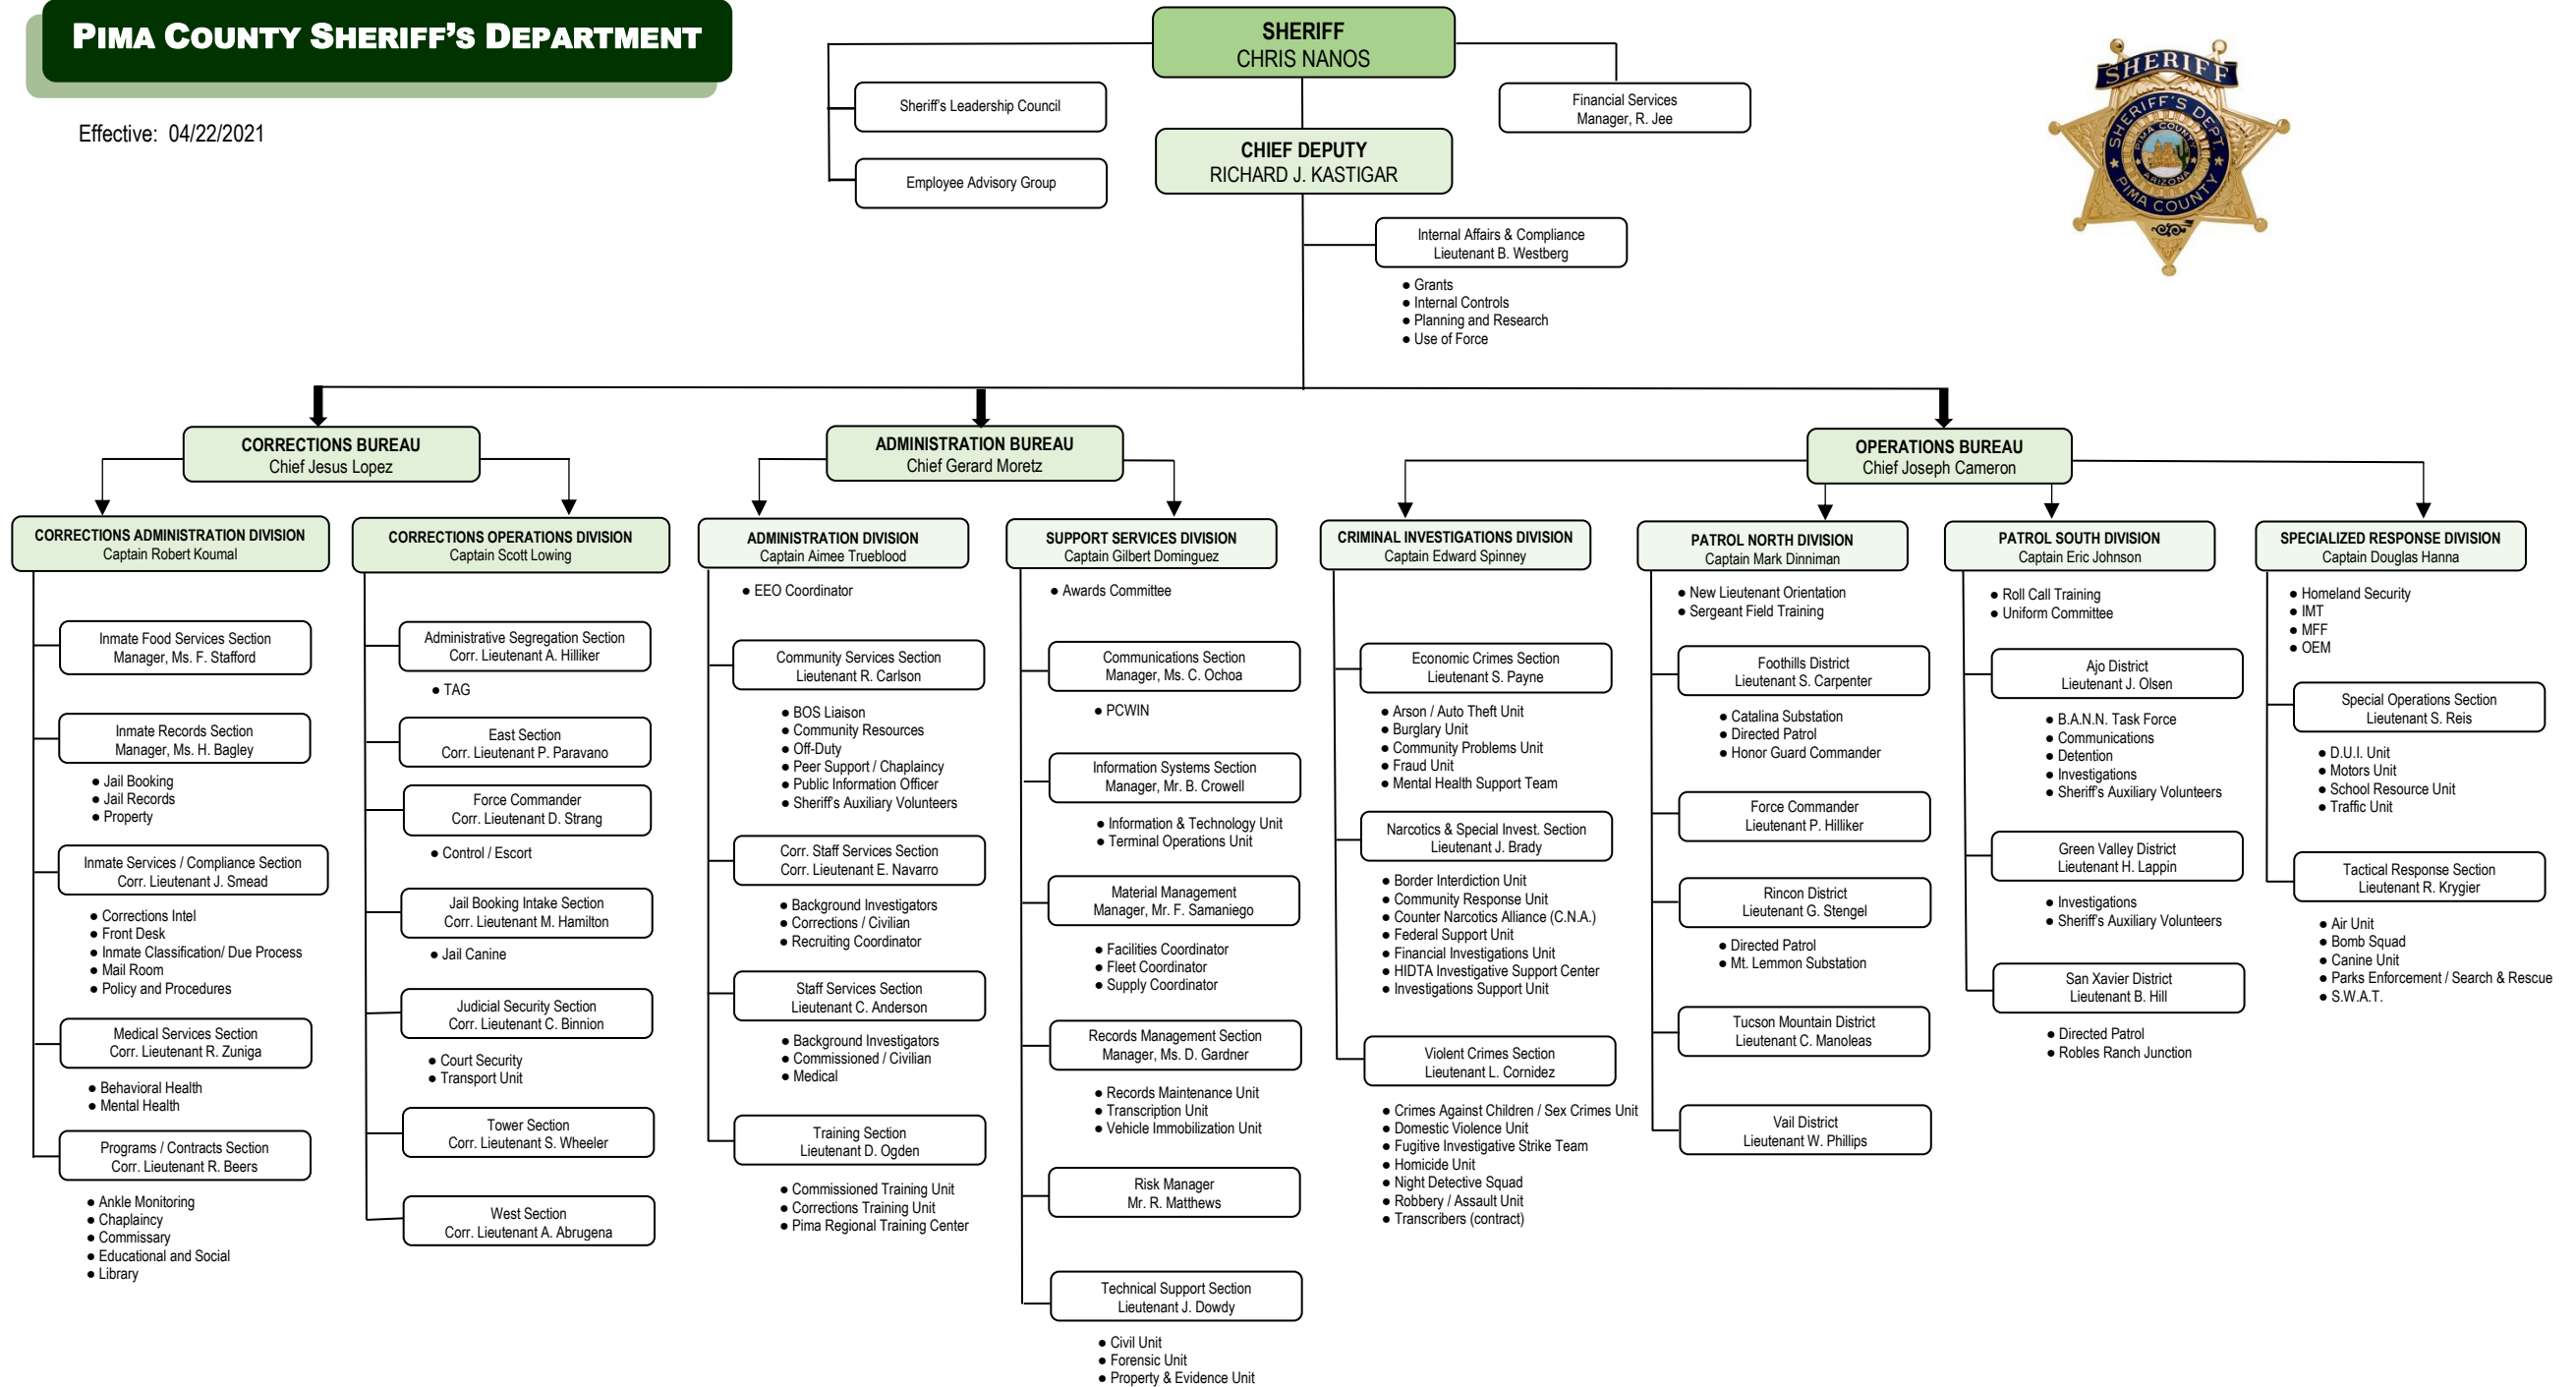 PIMA COUNTY SHERIFF'S DEPARTMENT
Effective: 04/22/2021
SHERIFF
CHRIS NANOS
Sheriff's Leadership Council
Employee Advisory Group
Financial Services
Manager, R. Jee
CHIEF DEPUTY
RICHARD J. KASTIGAR
Internal Affairs & Compliance
Lieutenant B. Westberg
● Grants
● Internal Controls
● Planning and Research
● Use of Force
SHERIFF
SHERIFF'S DEPT.
PIMA COUNTY
ARIZONA
PIMA COUNTY
CORRECTIONS BUREAU
Chief Jesus Lopez
CORRECTIONS ADMINISTRATION DIVISION
Captain Robert Koumal
Inmate Food Services Section
Manager, Ms. F. Stafford
Inmate Records Section
Manager, Ms. H. Bagley
● Jail Booking
● Jail Records
● Property
Inmate Services / Compliance Section
Corr. Lieutenant J. Smead
● Corrections Intel
● Front Desk
● Inmate Classification/ Due Process
● Mail Room
● Policy and Procedures
Medical Services Section
Corr. Lieutenant R. Zuniga
● Behavioral Health
● Mental Health
Programs / Contracts Section
Corr. Lieutenant R. Beers
● Ankle Monitoring
● Chaplaincy
● Commissary
● Educational and Social
● Library
CORRECTIONS OPERATIONS DIVISION
Captain Scott Lowing
Administrative Segregation Section
Corr. Lieutenant A. Hilliker
● TAG
East Section
Corr. Lieutenant P. Paravano
Force Commander
Corr. Lieutenant D. Strang
● Control / Escort
Jail Booking Intake Section
Corr. Lieutenant M. Hamilton
● Jail Canine
Judicial Security Section
Corr. Lieutenant C. Binnion
● Court Security
● Transport Unit
Tower Section
Corr. Lieutenant S. Wheeler
West Section
Corr. Lieutenant A. Abrugena
ADMINISTRATION BUREAU
Chief Gerard Moretz
ADMINISTRATION DIVISION
Captain Aimee Trueblood
● EEO Coordinator
Community Services Section
Lieutenant R. Carlson
● BOS Liaison
● Community Resources
● Off-Duty
● Peer Support / Chaplaincy
● Public Information Officer
● Sheriff's Auxiliary Volunteers
Corr. Staff Services Section
Corr. Lieutenant E. Navarro
● Background Investigators
● Corrections / Civilian
● Recruiting Coordinator
Staff Services Section
Lieutenant C. Anderson
● Background Investigators
● Commissioned / Civilian
● Medical
Training Section
Lieutenant D. Ogden
● Commissioned Training Unit
● Corrections Training Unit
● Pima Regional Training Center
SUPPORT SERVICES DIVISION
Captain Gilbert Dominguez
● Awards Committee
Communications Section
Manager, Ms. C. Ochoa
● PCWIN
Information Systems Section
Manager, Mr. B. Crowell
● Information & Technology Unit
● Terminal Operations Unit
Material Management
Manager, Mr. F. Samaniego
● Facilities Coordinator
● Fleet Coordinator
● Supply Coordinator
Records Management Section
Manager, Ms. D. Gardner
● Records Maintenance Unit
● Transcription Unit
● Vehicle Immobilization Unit
Risk Manager
Mr. R. Matthews
Technical Support Section
Lieutenant J. Dowdy
● Civil Unit
● Forensic Unit
● Property & Evidence Unit
OPERATIONS BUREAU
Chief Joseph Cameron
CRIMINAL INVESTIGATIONS DIVISION
Captain Edward Spinney
Economic Crimes Section
Lieutenant S. Payne
● Arson / Auto Theft Unit
● Burglary Unit
● Community Problems Unit
● Fraud Unit
● Mental Health Support Team
Narcotics & Special Invest. Section
Lieutenant J. Brady
● Border Interdiction Unit
● Community Response Unit
● Counter Narcotics Alliance (C.N.A.)
● Federal Support Unit
● Financial Investigations Unit
● HIDTA Investigative Support Center
● Investigations Support Unit
Violent Crimes Section
Lieutenant L. Cornidez
● Crimes Against Children / Sex Crimes Unit
● Domestic Violence Unit
● Fugitive Investigative Strike Team
● Homicide Unit
● Night Detective Squad
● Robbery / Assault Unit
● Transcribers (contract)
PATROL NORTH DIVISION
Captain Mark Dinniman
● New Lieutenant Orientation
● Sergeant Field Training
Foothills District
Lieutenant S. Carpenter
● Catalina Substation
● Directed Patrol
● Honor Guard Commander
Force Commander
Lieutenant P. Hilliker
Rincon District
Lieutenant G. Stengel
● Directed Patrol
● Mt. Lemmon Substation
Tucson Mountain District
Lieutenant C. Manoleas
Vail District
Lieutenant W. Phillips
PATROL SOUTH DIVISION
Captain Eric Johnson
● Roll Call Training
● Uniform Committee
Ajo District
Lieutenant J. Olsen
● B.A.N.N. Task Force
● Communications
● Detention
● Investigations
● Sheriff's Auxiliary Volunteers
Green Valley District
Lieutenant H. Lappin
● Investigations
● Sheriff's Auxiliary Volunteers
San Xavier District
Lieutenant B. Hill
● Directed Patrol
● Robles Ranch Junction
SPECIALIZED RESPONSE DIVISION
Captain Douglas Hanna
● Homeland Security
● IMT
● MFF
● OEM
Special Operations Section
Lieutenant S. Reis
● D.U.I. Unit
● Motors Unit
● School Resource Unit
● Traffic Unit
Tactical Response Section
Lieutenant R. Krygier
● Air Unit
● Bomb Squad
● Canine Unit
● Parks Enforcement / Search & Rescue
● S.W.A.T.